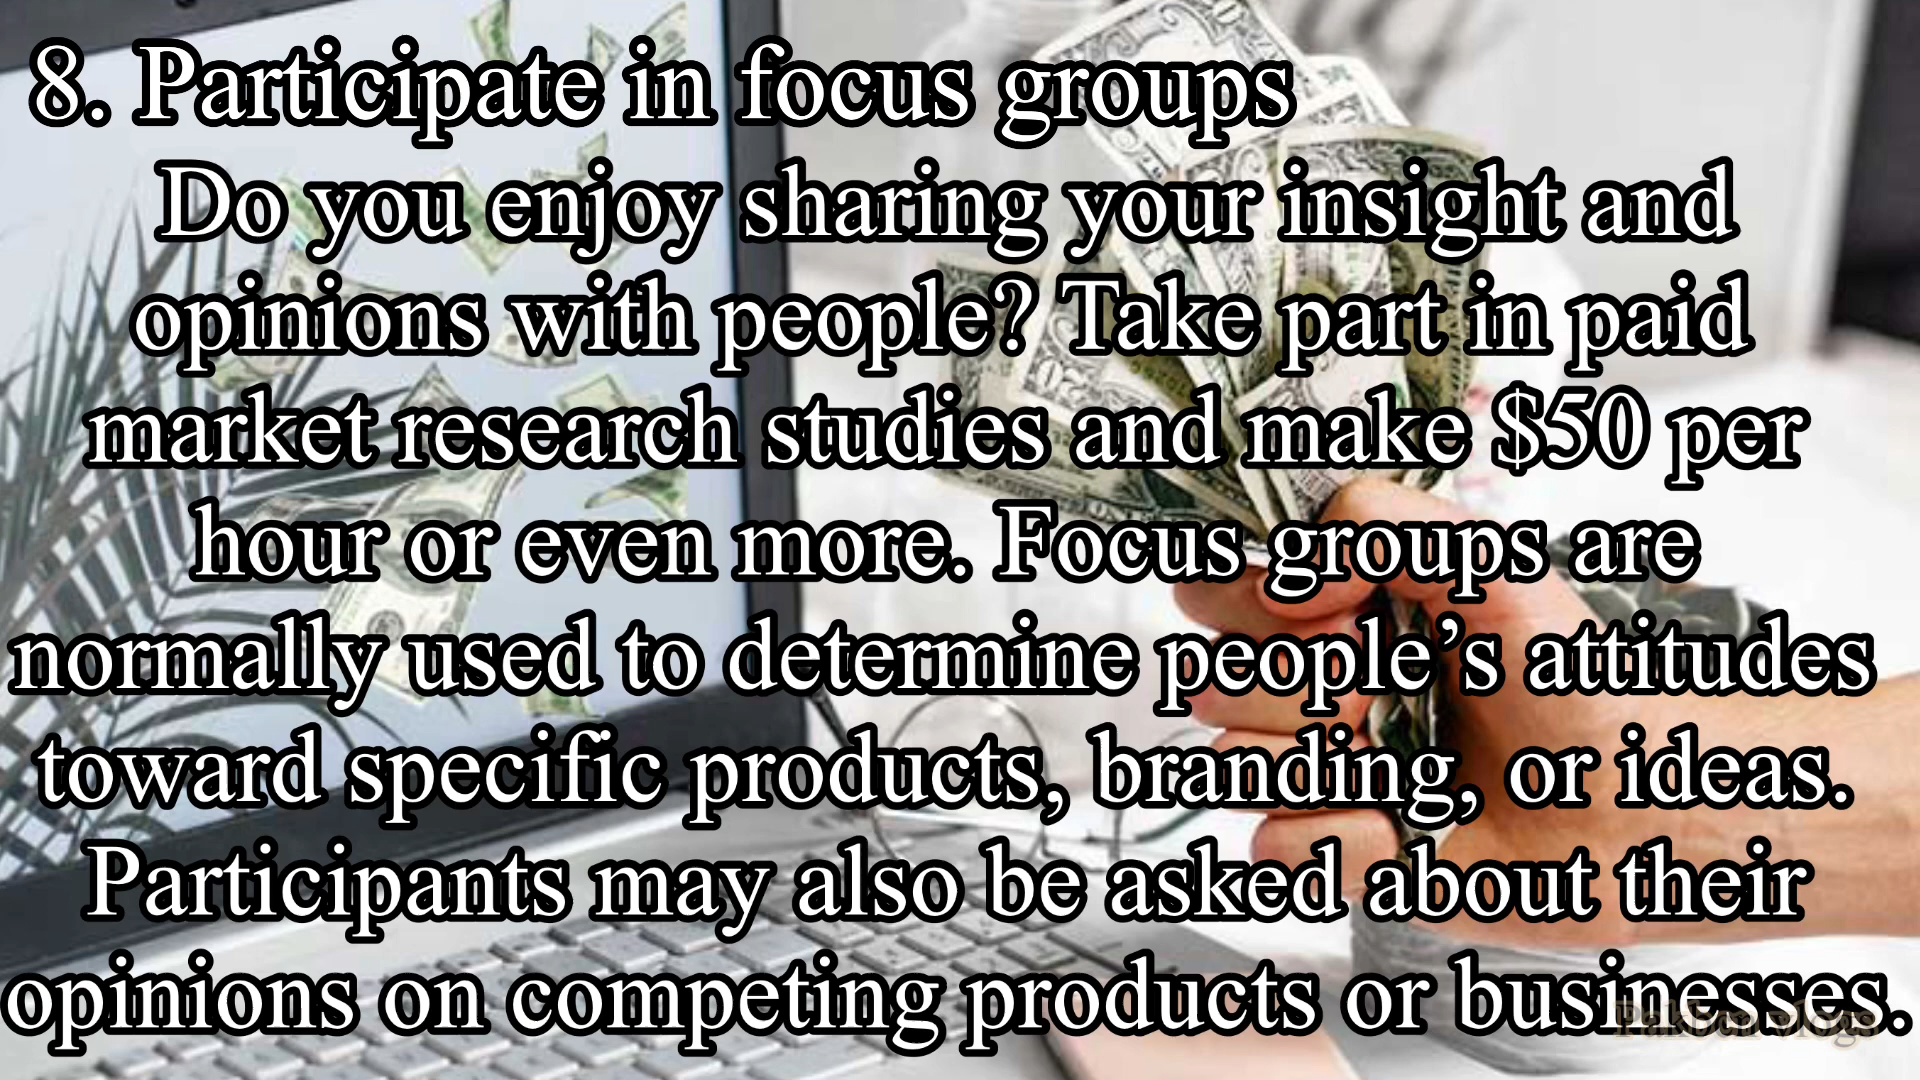 8. Participate in focus groups
Do you enjoy sharing your insight and
opinions with people? Take part in paid
market research studies and make $50 per
hour or even more. Focus groups are
normally used to determine people’s attitudes
toward specific products, branding, or ideas.
Participants may also be asked about their
opinions on competing products or businesses.